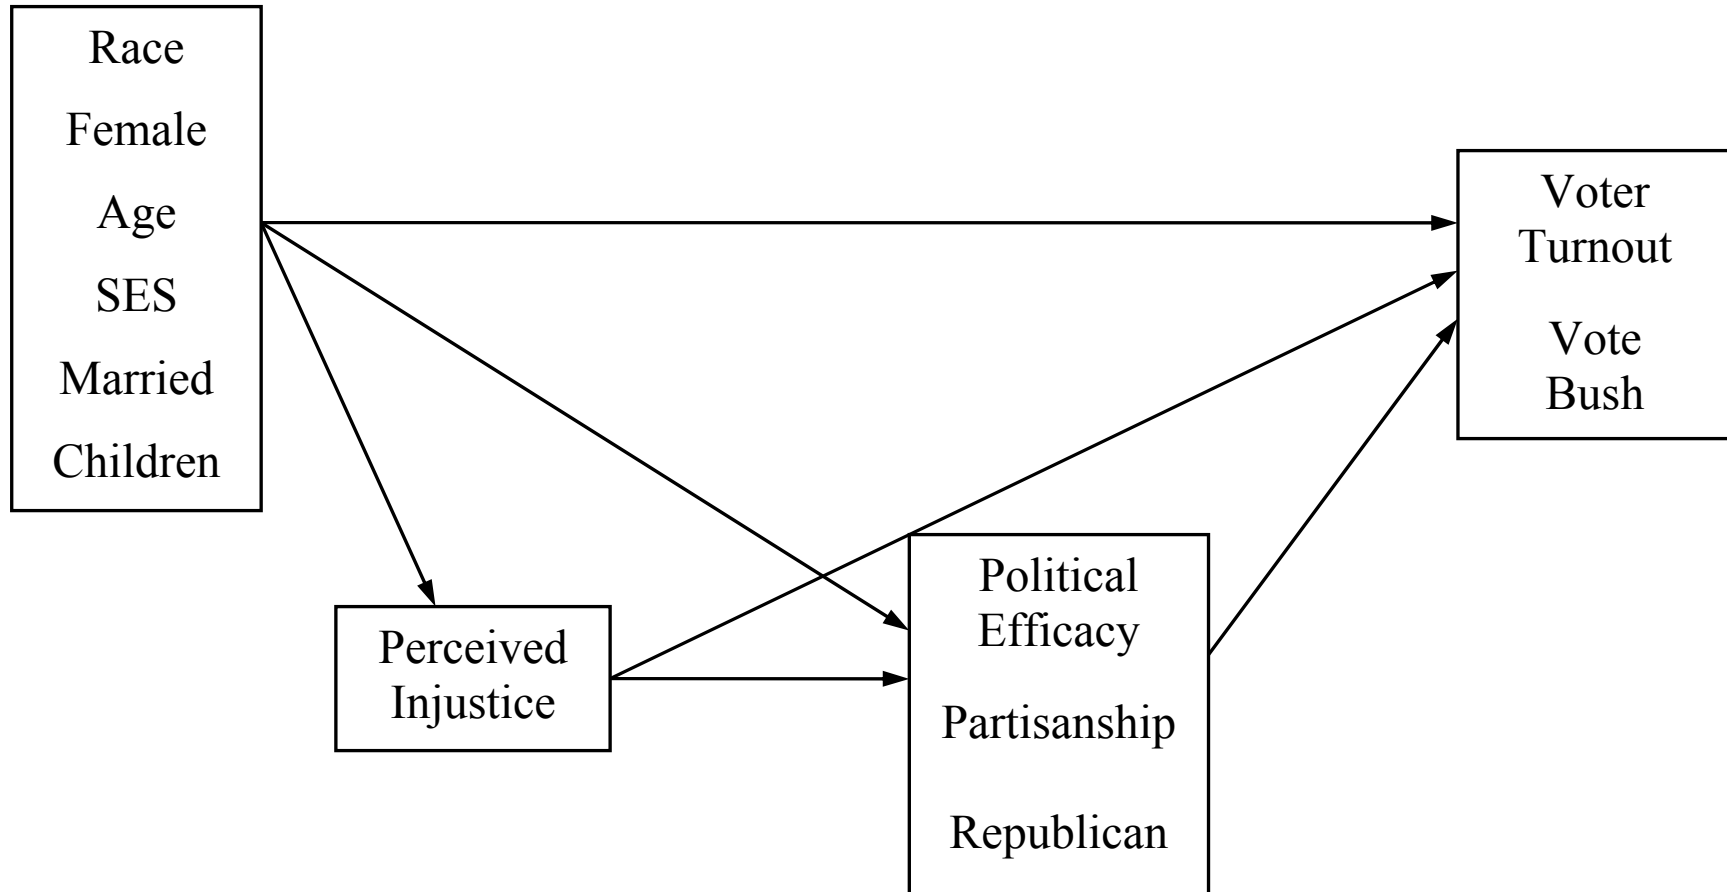 Race
Female
Age
SES
Married
Children
Voter
Turnout
Vote
Bush
Perceived
Injustice
Political
Efficacy
Partisanship
Republican